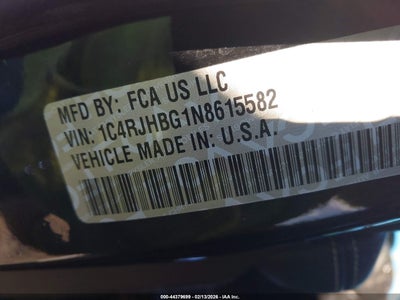 MFD BY: FCA US LLC
VIN: 1C4RJHBG1N8615582
VEHICLE MADE IN: U.S.A.
000-44379699 - 02/13/2026 - IAA Inc.